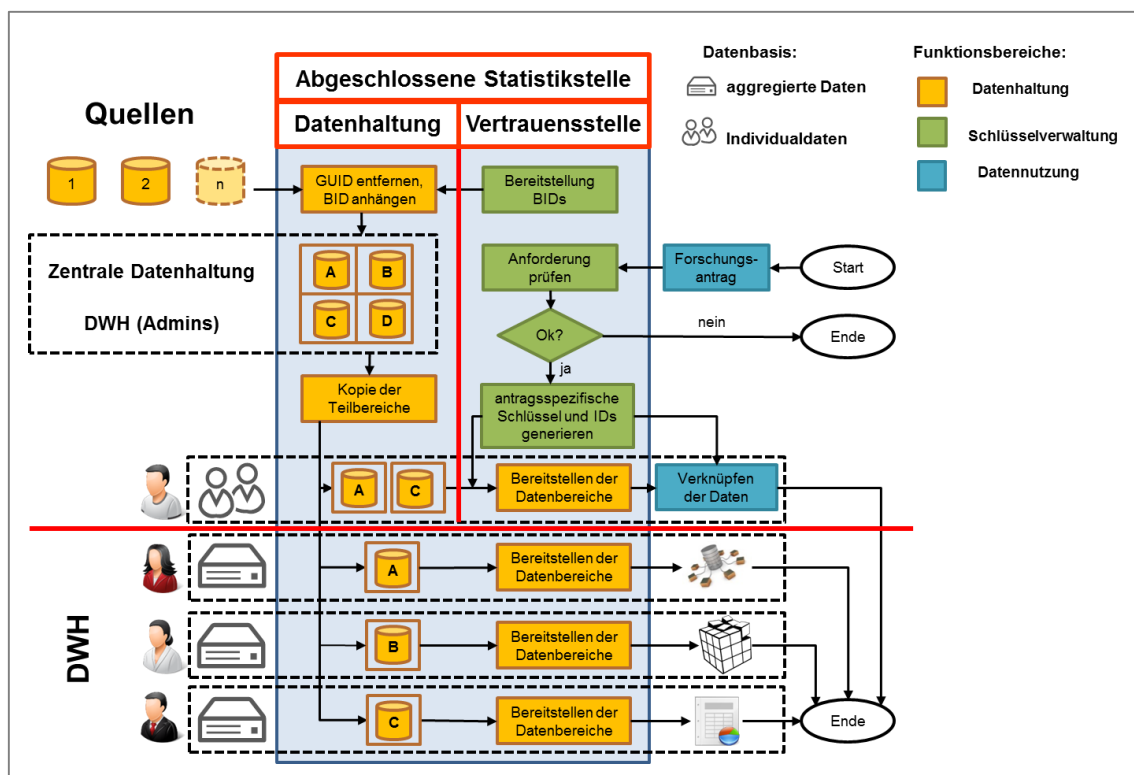 Datenbasis:
aggregierte Daten
Individualdaten
Funktionsbereiche:
Datenhaltung
Schlüsselverwaltung
Datennutzung
Abgeschlossene Statistikstelle
Datenhaltung
Vertrauensstelle
Quellen
1
2
n
GUID entfernen,
BID anhängen
Bereitstellung
BIDs
Zentrale Datenhaltung
DWH (Admins)
A
B
C
D
Anforderung
prüfen
Forschungs-
antrag
Start
Ok?
nein
Ende
ja
Kopie der
Teilbereiche
antragsspezifische
Schlüssel und IDs
generieren
A
C
Bereitstellen der
Datenbereiche
Verknüpfen
der Daten
DWH
A
Bereitstellen der
Datenbereiche
B
Bereitstellen der
Datenbereiche
C
Bereitstellen der
Datenbereiche
Ende